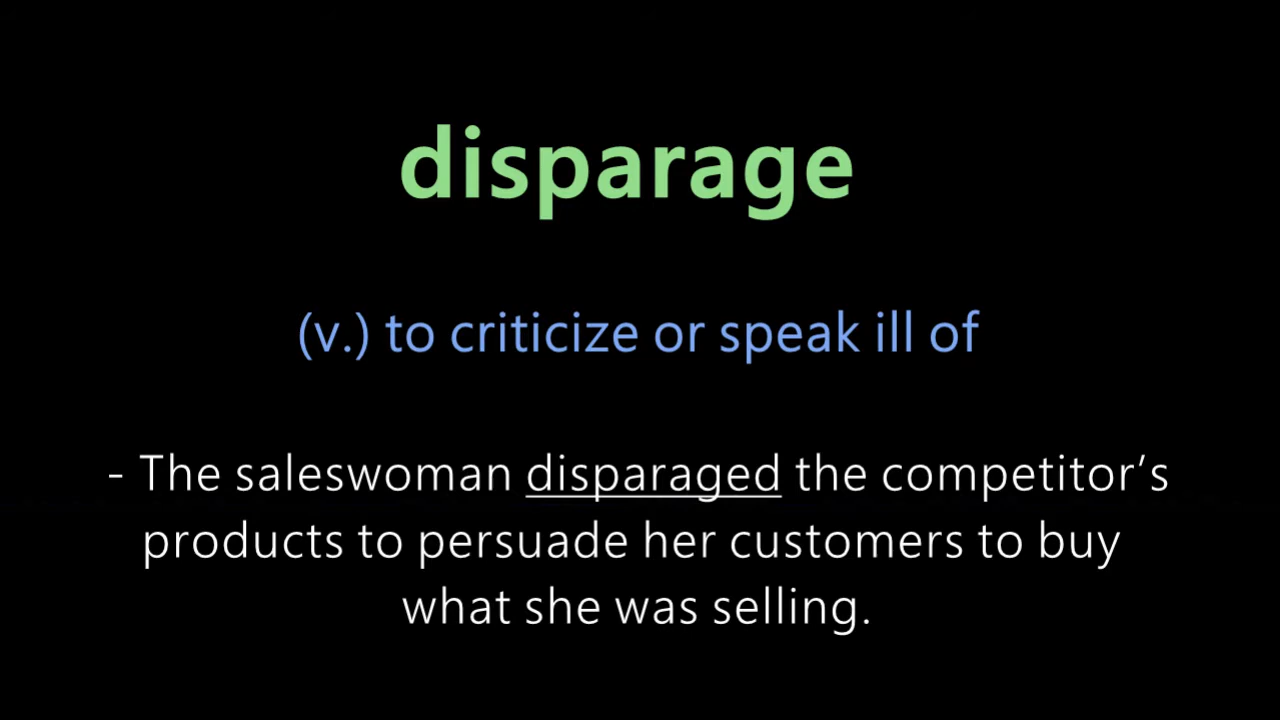 disparage
(v.) to criticize or speak ill of
- The saleswoman disparaged the competitor’s
products to persuade her customers to buy
what she was selling.